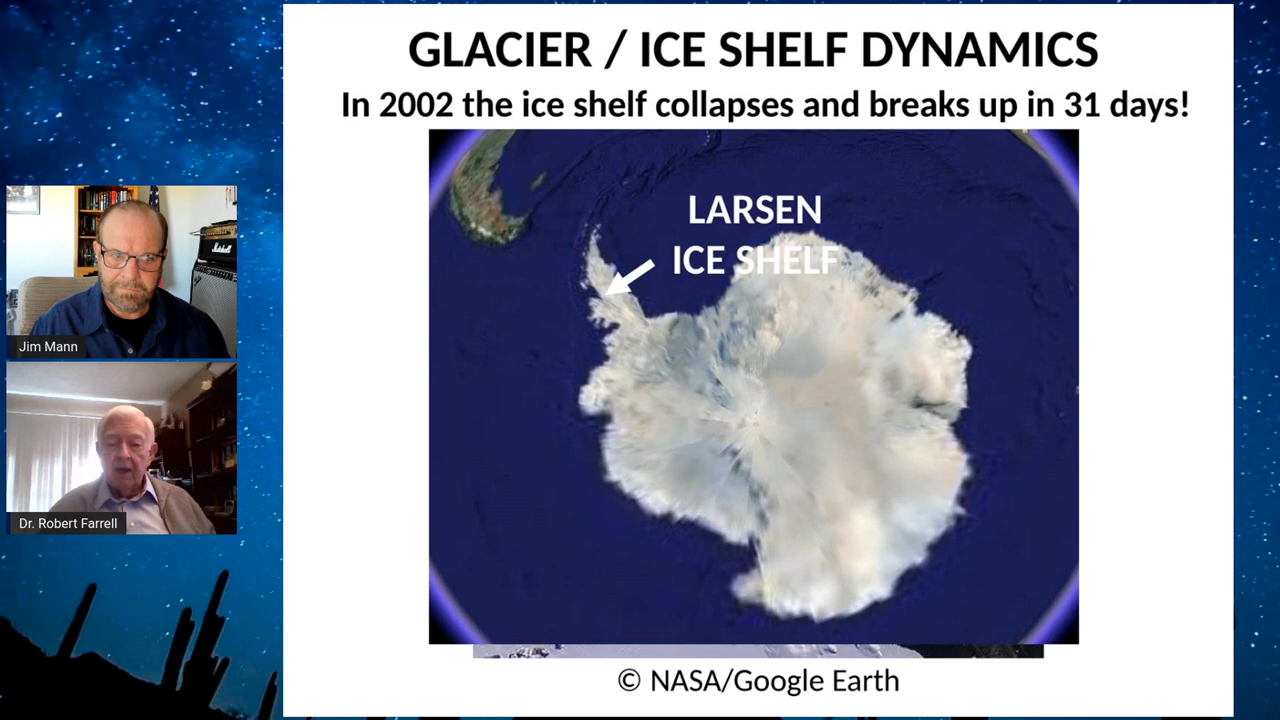 GLACIER / ICE SHELF DYNAMICS
In 2002 the ice shelf collapses and breaks up in 31 days!
LARSEN
ICE SHELF
© NASA/Google Earth
Marshall
Jim Mann
Dr. Robert Farrell